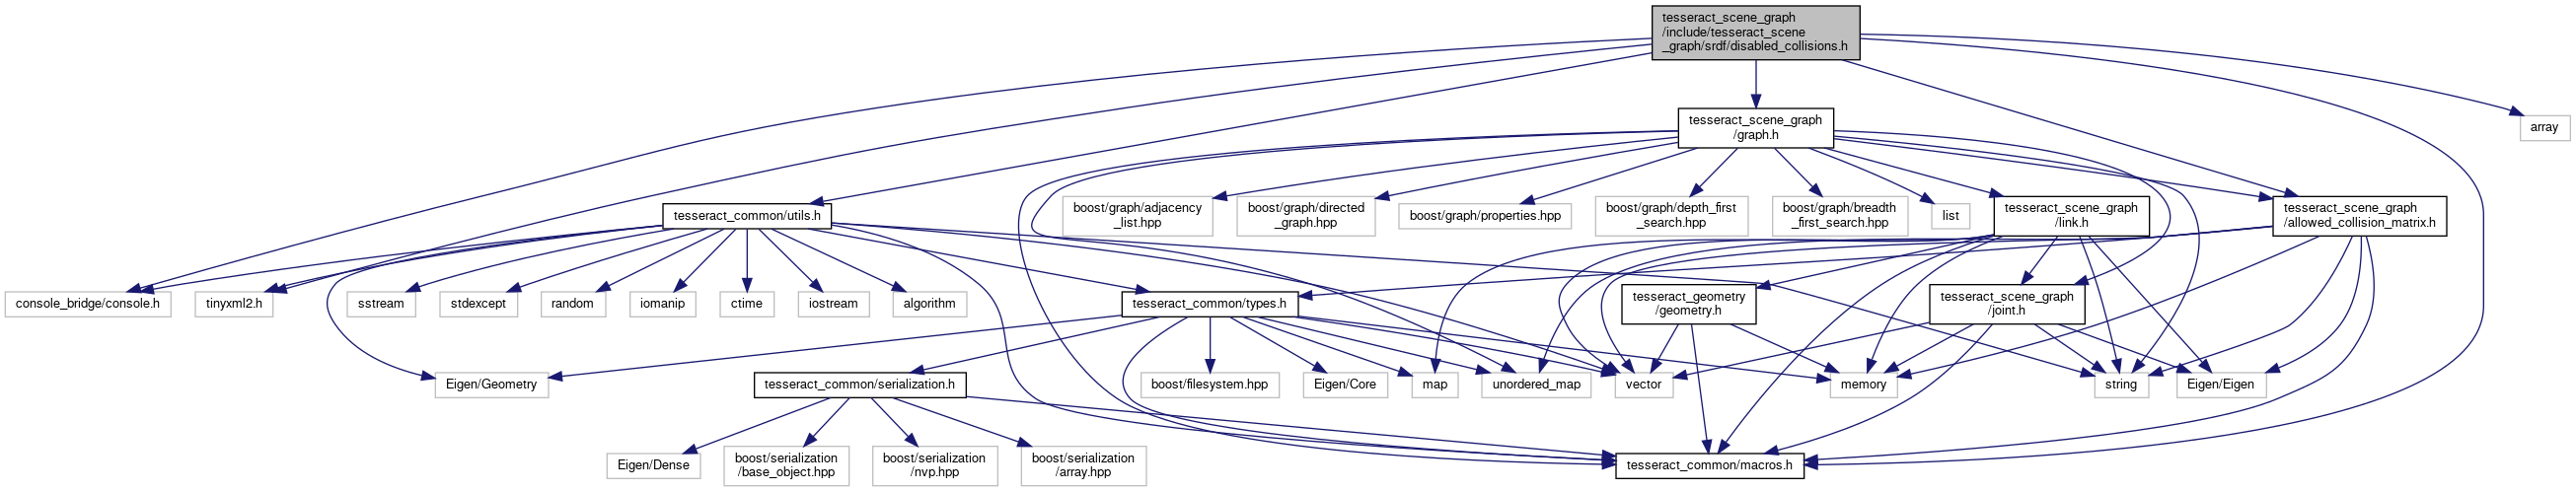 tesseract_scene_graph
/include/tesseract_scene
_graph/srdf/disabled_collisions.h
tesseract_scene_graph
/graph.h
array
boost/graph/adjacency
_list.hpp
boost/graph/directed
_graph.hpp
boost/graph/properties.hpp
boost/graph/depth_first
_search.hpp
boost/graph/breadth
_first_search.hpp
list
tesseract_scene_graph
/link.h
tesseract_scene_graph
/allowed_collision_matrix.h
tesseract_common/utils.h
console_bridge/console.h
tinyxml2.h
sstream
stdexcept
random
iomanip
ctime
iostream
algorithm
tesseract_common/types.h
tesseract_geometry
/geometry.h
tesseract_scene_graph
/joint.h
Eigen/Geometry
tesseract_common/serialization.h
boost/filesystem.hpp
Eigen/Core
map
unordered_map
vector
memory
string
Eigen/Eigen
Eigen/Dense
boost/serialization
/base_object.hpp
boost/serialization
/nvp.hpp
boost/serialization
/array.hpp
tesseract_common/macros.h